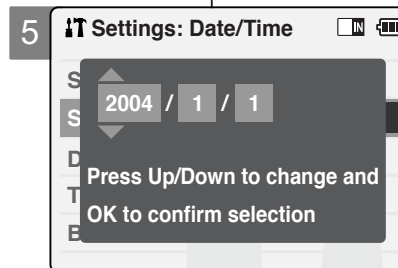 5
Settings: Date/Time
IN
S
S
2004 / 1 / 1
D
Press Up/Down to change and
T
OK to confirm selection
B